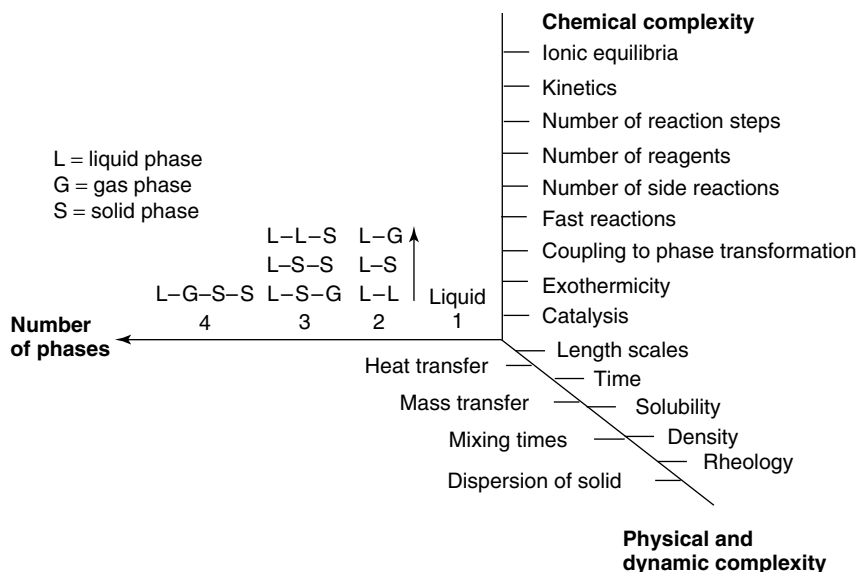 Chemical complexity
Ionic equilibria
Kinetics
Number of reaction steps
Number of reagents
Number of side reactions
Fast reactions
Coupling to phase transformation
Exothermicity
Catalysis
L = liquid phase
G = gas phase
S = solid phase
L–L–S L–G
L–S–S L–S
L–G–S–S L–S–G L–L Liquid
4 3 2 1
Number
of phases
Length scales
Heat transfer
Time
Mass transfer
Solubility
Mixing times
Density
Rheology
Dispersion of solid
Physical and
dynamic complexity